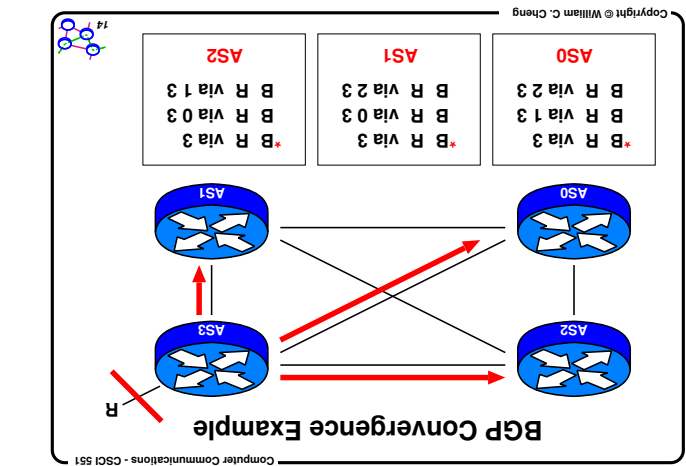 Computer Communications - CSCI 551
BGP Convergence Example
R
AS2
AS3
AS0
AS1
*B R via 3
B R via 1 3
B R via 2 3
AS0
*B R via 3
B R via 0 3
B R via 2 3
AS1
*B R via 3
B R via 0 3
B R via 1 3
AS2
14
Copyright © William C. Cheng